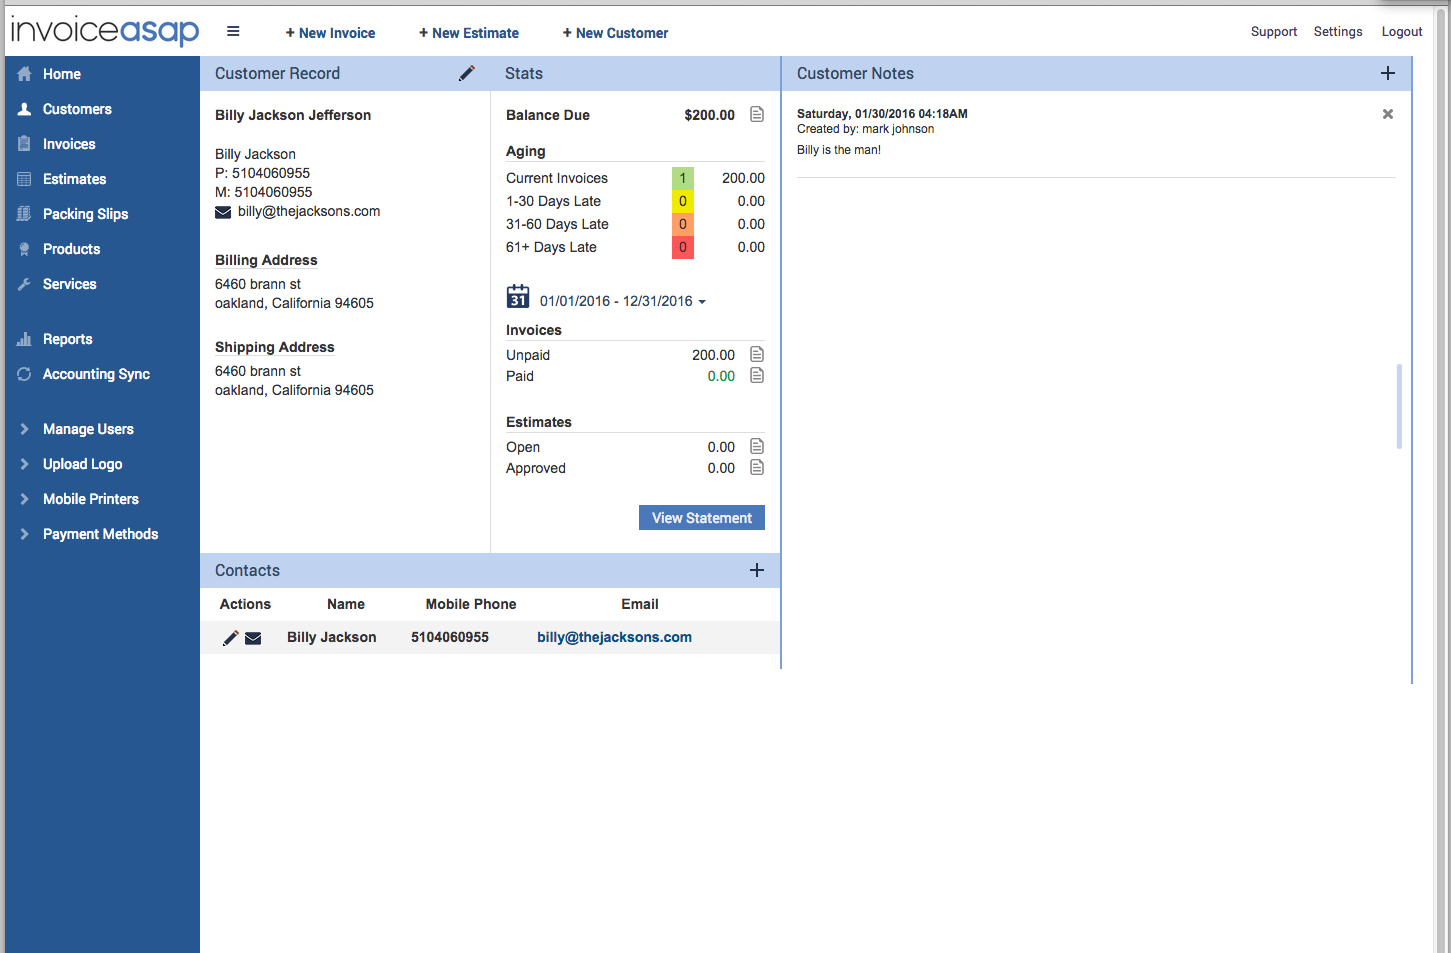 invoiceasap
+ New Invoice + New Estimate + New Customer
Support Settings Logout
Home
Customers
Invoices
Estimates
Packing Slips
Products
Services
Reports
Accounting Sync
Manage Users
Upload Logo
Mobile Printers
Payment Methods
Customer Record
Billy Jackson Jefferson
Billy Jackson
P: 5104060955
M: 5104060955
billy@thejacksons.com
Billing Address
6460 brann st
oakland, California 94605
Shipping Address
6460 brann st
oakland, California 94605
Stats
Balance Due $200.00
Aging
Current Invoices 1 200.00
1-30 Days Late 0 0.00
31-60 Days Late 0 0.00
61+ Days Late 0 0.00
31 01/01/2016 - 12/31/2016
Invoices
Unpaid 200.00
Paid 0.00
Estimates
Open 0.00
Approved 0.00
View Statement
Customer Notes
Saturday, 01/30/2016 04:18AM
Created by: mark johnson
Billy is the man!
Contacts
Actions Name Mobile Phone Email
Billy Jackson 5104060955 billy@thejacksons.com